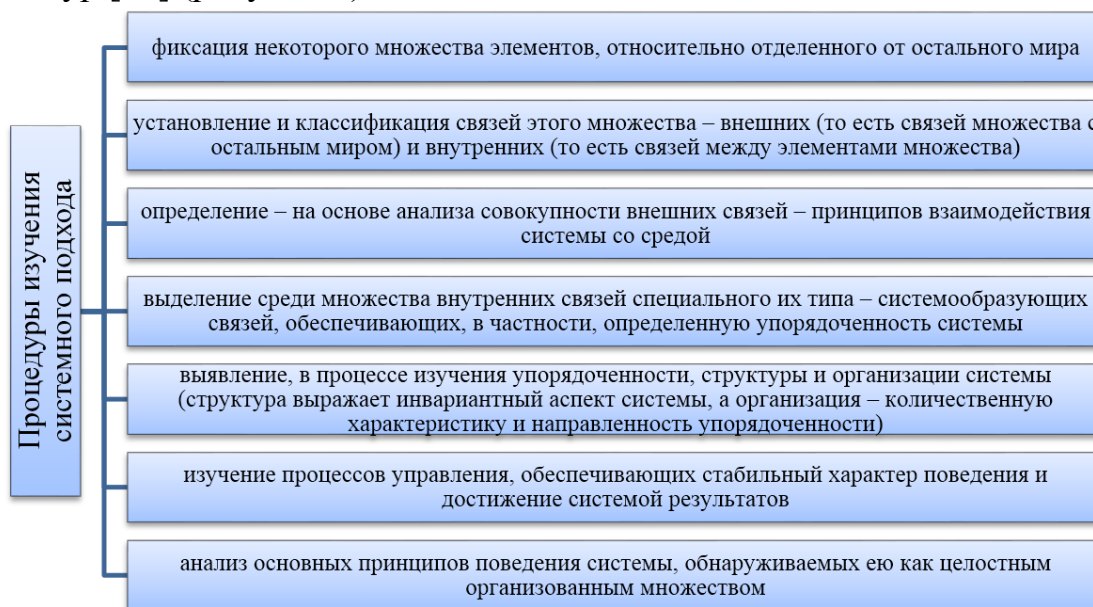 Процедуры изучения
системного подхода
фиксация некоторого множества элементов, относительно отделенного от остального мира
установление и классификация связей этого множества – внешних (то есть связей множества с
остальным миром) и внутренних (то есть связей между элементами множества)
определение – на основе анализа совокупности внешних связей – принципов взаимодействия
системы со средой
выделение среди множества внутренних связей специального их типа – системообразующих
связей, обеспечивающих, в частности, определенную упорядоченность системы
выявление, в процессе изучения упорядоченности, структуры и организации системы
(структура выражает инвариантный аспект системы, а организация – количественную
характеристику и направленность упорядоченности)
изучение процессов управления, обеспечивающих стабильный характер поведения и
достижение системой результатов
анализ основных принципов поведения системы, обнаруживаемых ею как целостным
организованным множеством